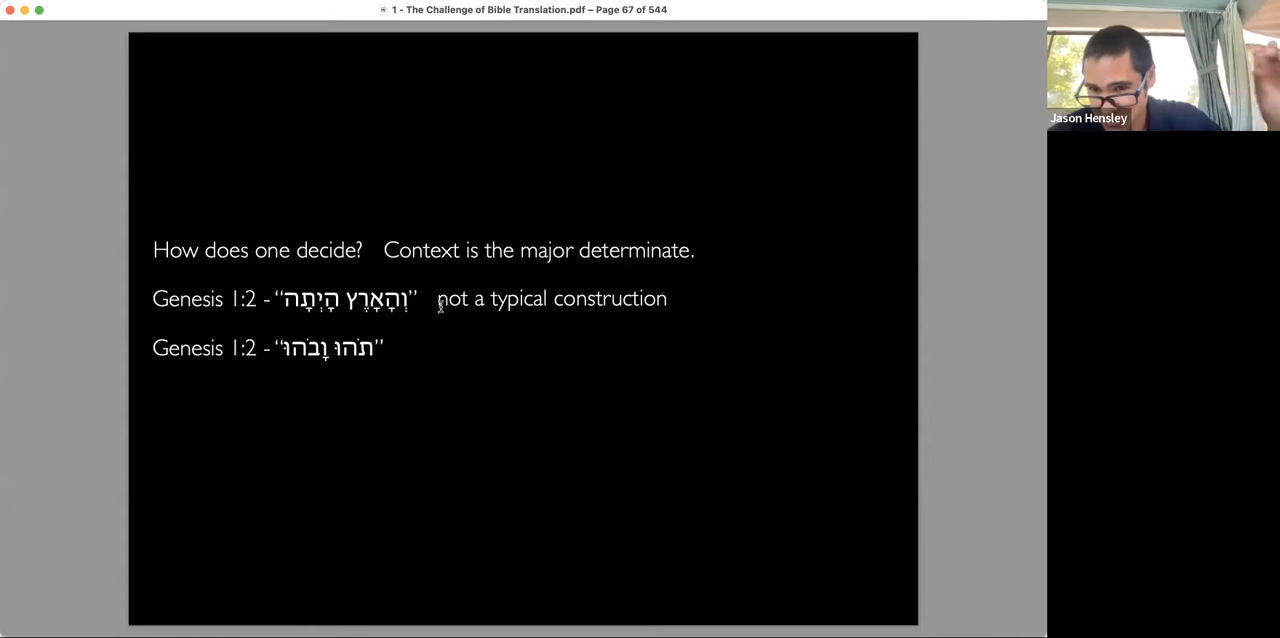 1 - The Challenge of Bible Translation.pdf – Page 67 of 544
Jason Hensley
How does one decide? Context is the major determinate.
Genesis 1:2 - “וְהָאָרֶץ הָיְתָה” not a typical construction
Genesis 1:2 - “תֹהוּ וָבֹהוּ”